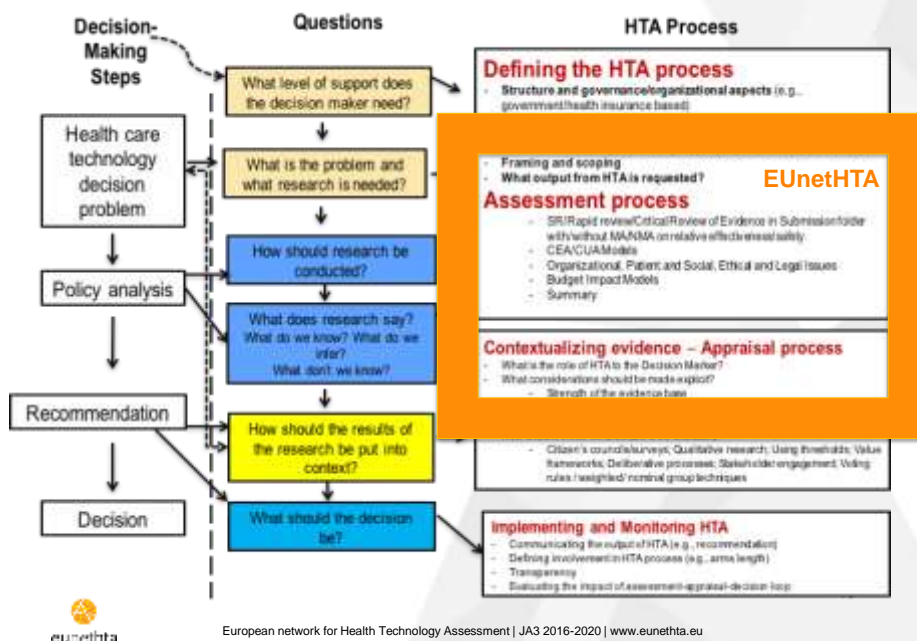 Decision-
Making
Steps
Questions
HTA Process
Health care
technology
decision
problem
Policy analysis
Recommendation
Decision
What level of support does
the decision maker need?
What is the problem and
what research is needed?
How should research be
conducted?
What does research say?
What do we know? What do we
infer?
What don't we know?
How should the results of
the research be put into
context?
What should the decision
be?
Defining the HTA process
- Structure and governance/organizational aspects (e.g.,
government/health insurance based)
- Framing and scoping
- What output from HTA is requested?
EUnetHTA
Assessment process
- SR/Rapid review/Critical Review of Evidence in Submission folder
with/without MA/NMA on relative effectiveness/safety
- CEA/CUA Models
- Organizational, Patient and Social, Ethical and Legal Issues
- Budget Impact Models
- Summary
Contextualizing evidence – Appraisal process
- What is the role of HTA to the Decision Marker?
- What considerations should be made explicit?
- Strength of the evidence base
- Citizen's councils/surveys; Qualitative research; Using thresholds; Value
frameworks; Deliberative processes; Stakeholder engagement; Voting
rules / weighted/ nominal group techniques
Implementing and Monitoring HTA
- Communicating the output of HTA (e.g., recommendation)
- Defining involvement in HTA process (e.g., arms length)
- Transparency
- Evaluating the impact of assessment-appraisal-decision loop
eunethta
European network for Health Technology Assessment | JA3 2016-2020 | www.eunethta.eu